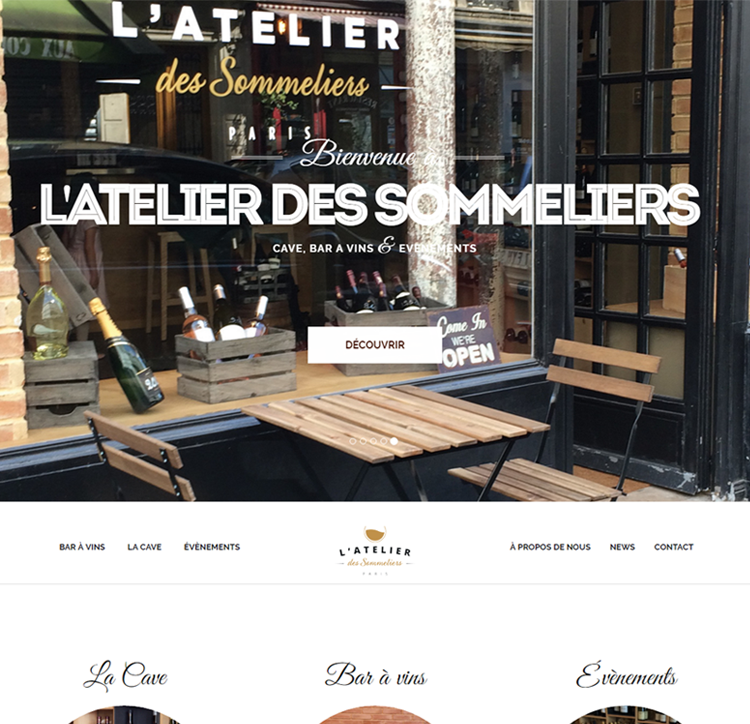 L'ATELIER
des Sommeliers
PARIS
Bienvenue à
L'ATELIER DES SOMMELIERS
CAVE, BAR A VINS & EVÈNEMENTS
DÉCOUVRIR
Come In
WE'RE
OPEN
BAR À VINS
LA CAVE
ÉVÈNEMENTS
L'ATELIER
des Sommeliers
PARIS
À PROPOS DE NOUS
NEWS
CONTACT
La Cave
Bar à vins
Évènements